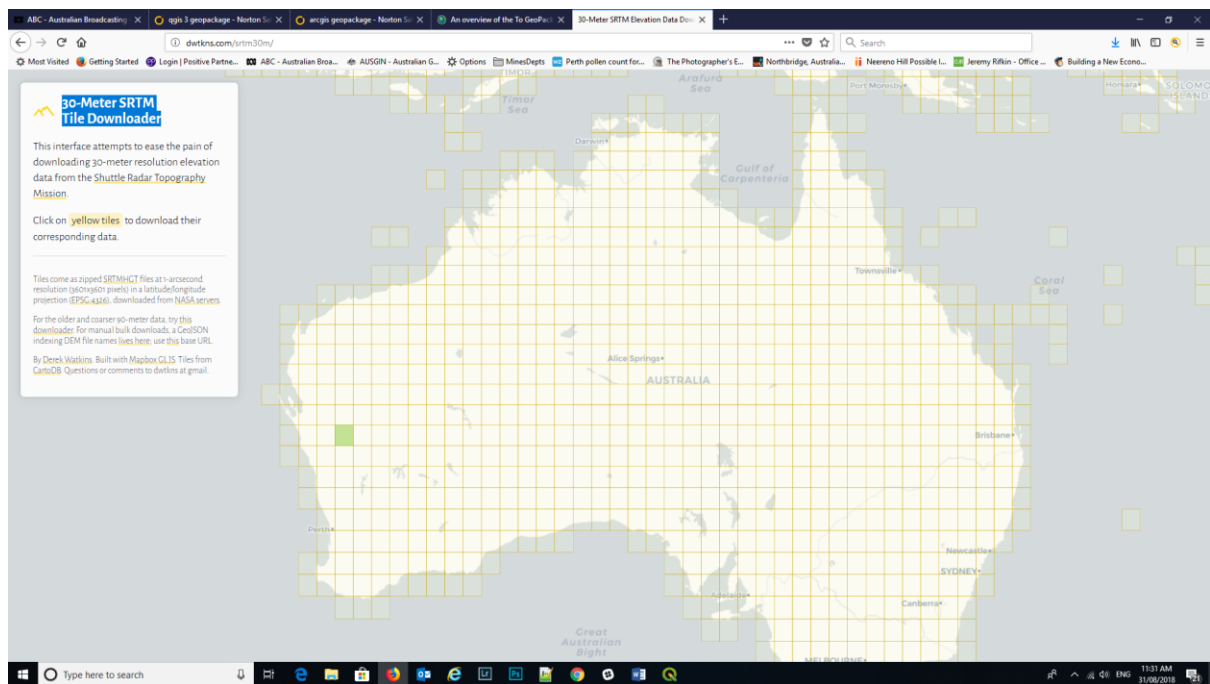 ABC - Australian Broadcasting
qgis 3 geopackage - Norton Se
arcgis geopackage - Norton Se
An overview of the To GeoPack
30-Meter SRTM Elevation Data Dow
dwtkns.com/srtm30m/
Search
Most Visited
Getting Started
Login | Positive Partne...
ABC - Australian Broa...
AUSGIN - Australian G...
Options
MinesDepts
Perth pollen count for...
The Photographer's E...
Northbridge, Australia...
Neereno Hill Possible l...
Jeremy Rifkin - Office ...
Building a New Econo...
30-Meter SRTM
Tile Downloader
This interface attempts to ease the pain of
downloading 30-meter resolution elevation
data from the Shuttle Radar Topography
Mission.
Click on yellow tiles to download their
corresponding data.
Tiles come as zipped SRTMHGT files at 1-arcsecond
resolution (3601x3601 pixels) in a latitude/longitude
projection (EPSG:4326), downloaded from NASA servers.
For the older and coarser 90-meter data, try this
downloader. For manual bulk downloads, a GeoJSON
indexing DEM file names lives here; use this base URL.
By Derek Watkins. Built with Mapbox GL JS. Tiles from
CartoDB. Questions or comments to dwtkns at gmail.
TIMOR
Arafura
Sea
Port Moresby
Honiara
SOLOMO
ISLAND
Timor
Sea
Darwin
Gulf of
Carpenteria
Townsville
Coral
Sea
Alice Springs
AUSTRALIA
Brisbane
Perth
Newcastle
SYDNEY
Adelaide
Canberra
Great
Australian
Bight
MELBOURNE
Type here to search
ENG
11:31 AM
31/08/2018